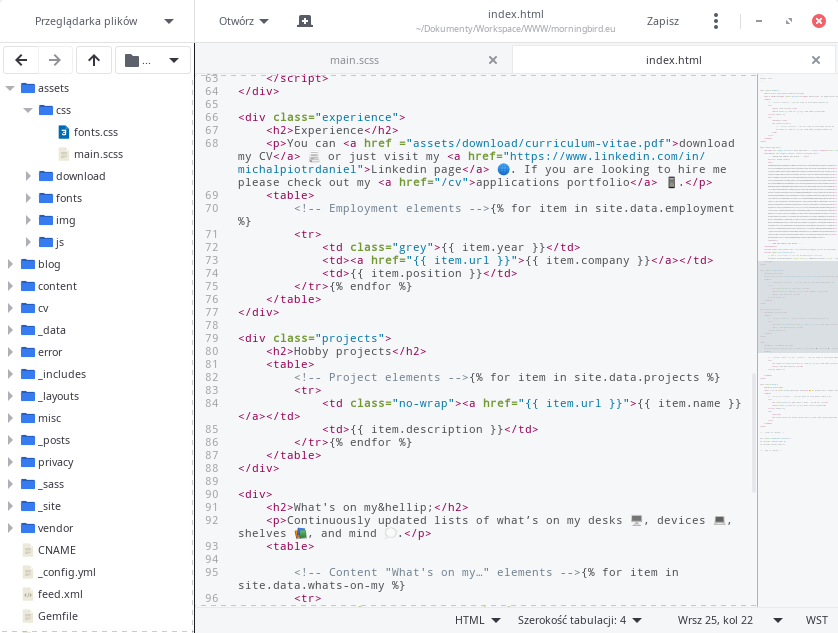 Przeglądarka plików
Otwórz
index.html
~/Dokumenty/Workspace/WWW/morningbird.eu
Zapisz
...
main.scss
index.html
assets
css
fonts.css
main.scss
download
fonts
img
js
blog
content
cv
_data
error
_includes
_layouts
misc
_posts
privacy
_sass
_site
vendor
CNAME
_config.yml
feed.xml
Gemfile
63 </script>
64 </div>
65
66 <div class="experience">
67 <h2>Experience</h2>
68 <p>You can <a href ="assets/download/curriculum-vitae.pdf">download
my CV</a> 📃 or just visit my <a href="https://www.linkedin.com/in/
michalpiotrdaniel">Linkedin page</a> 🌐. If you are looking to hire me
please check out my <a href="/cv">applications portfolio</a> 📱.</p>
69 <table>
70 <!-- Employment elements -->{% for item in site.data.employment
%}
71 <tr>
72 <td class="grey">{{ item.year }}</td>
73 <td><a href="{{ item.url }}">{{ item.company }}</a></td>
74 <td>{{ item.position }}</td>
75 </tr>{% endfor %}
76 </table>
77 </div>
78
79 <div class="projects">
80 <h2>Hobby projects</h2>
81 <table>
82 <!-- Project elements -->{% for item in site.data.projects %}
83 <tr>
84 <td class="no-wrap"><a href="{{ item.url }}">{{ item.name }}
</a></td>
85 <td>{{ item.description }}</td>
86 </tr>{% endfor %}
87 </table>
88 </div>
89
90 <div>
91 <h2>What's on my&hellip;</h2>
92 <p>Continuously updated lists of what’s on my desks 🖥️, devices 💻,
shelves 📚, and mind 💭.</p>
93 <table>
94
95 <!-- Content "What's on my…" elements -->{% for item in
site.data.whats-on-my %}
96 <tr>
HTML
Szerokość tabulacji: 4
Wrsz 25, kol 22
WST